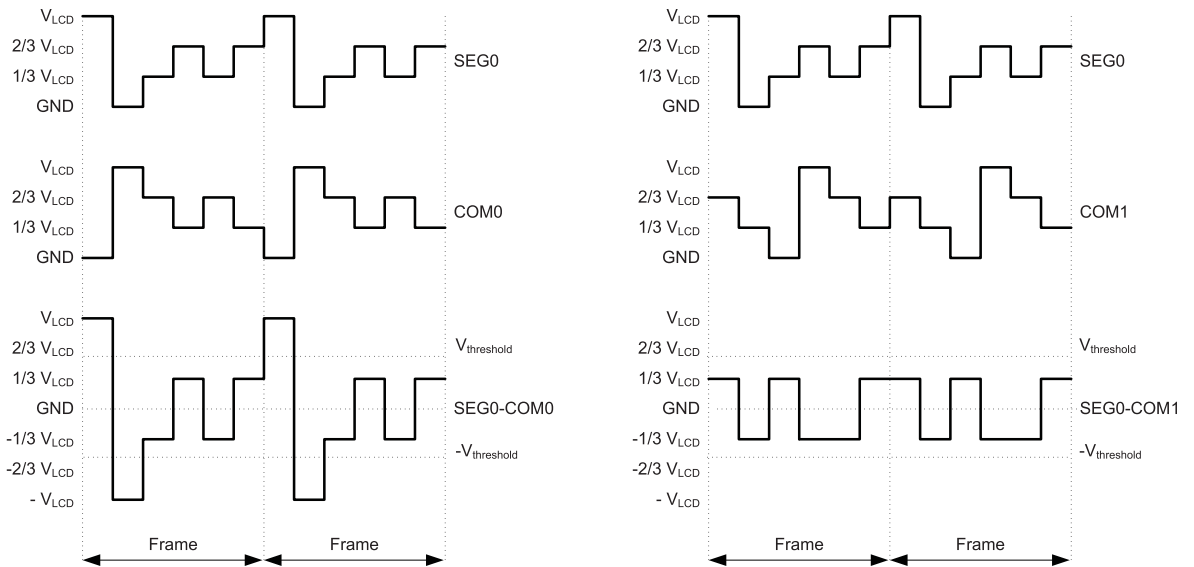 VLCD
2/3 VLCD
1/3 VLCD
GND
SEG0
VLCD
2/3 VLCD
1/3 VLCD
GND
COM0
VLCD
2/3 VLCD
1/3 VLCD
GND
-1/3 VLCD
-2/3 VLCD
- VLCD
Vthreshold
SEG0-COM0
-Vthreshold
Frame
Frame
VLCD
2/3 VLCD
1/3 VLCD
GND
SEG0
VLCD
2/3 VLCD
1/3 VLCD
GND
COM1
VLCD
2/3 VLCD
1/3 VLCD
GND
-1/3 VLCD
-2/3 VLCD
- VLCD
Vthreshold
SEG0-COM1
-Vthreshold
Frame
Frame